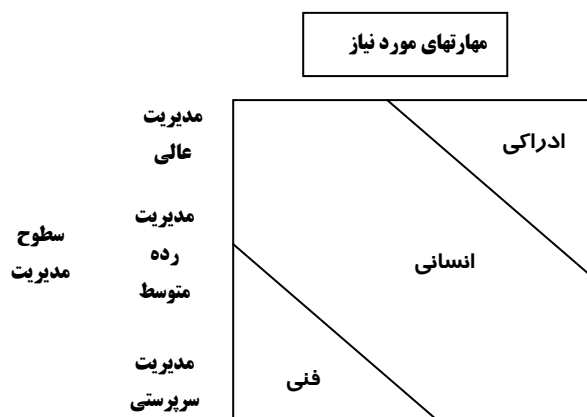 مهارتهای مورد نیاز
مدیریت
عالی
ادراکی
مدیریت
رده
متوسط
سطوح
مدیریت
انسانی
مدیریت
سرپرستی
فنی